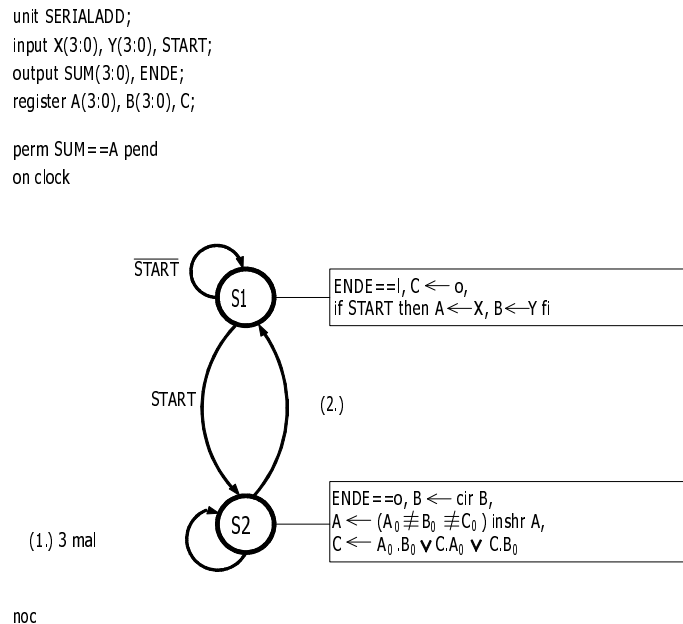 unit SERIALADD;
input X(3:0), Y(3:0), START;
output SUM(3:0), ENDE;
register A(3:0), B(3:0), C;
perm SUM==A pend
on clock
S̅T̅A̅R̅T̅
S1
ENDE==l, C ← o,
if START then A←X, B←Y fi
START
(2.)
S2
ENDE==o, B ← cir B,
A ← (A₀ ≢ B₀ ≢ C₀ ) inshr A,
C ← A₀ .B₀ ∨ C.A₀ ∨ C.B₀
(1.) 3 mal
noc